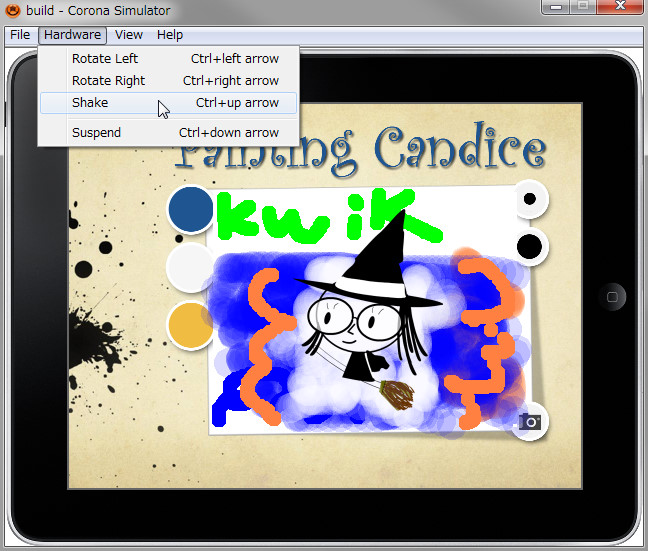 build - Corona Simulator
File Hardware View Help
Rotate Left Ctrl+left arrow
Rotate Right Ctrl+right arrow
Shake Ctrl+up arrow
Suspend Ctrl+down arrow
Painting Candice
kwiK